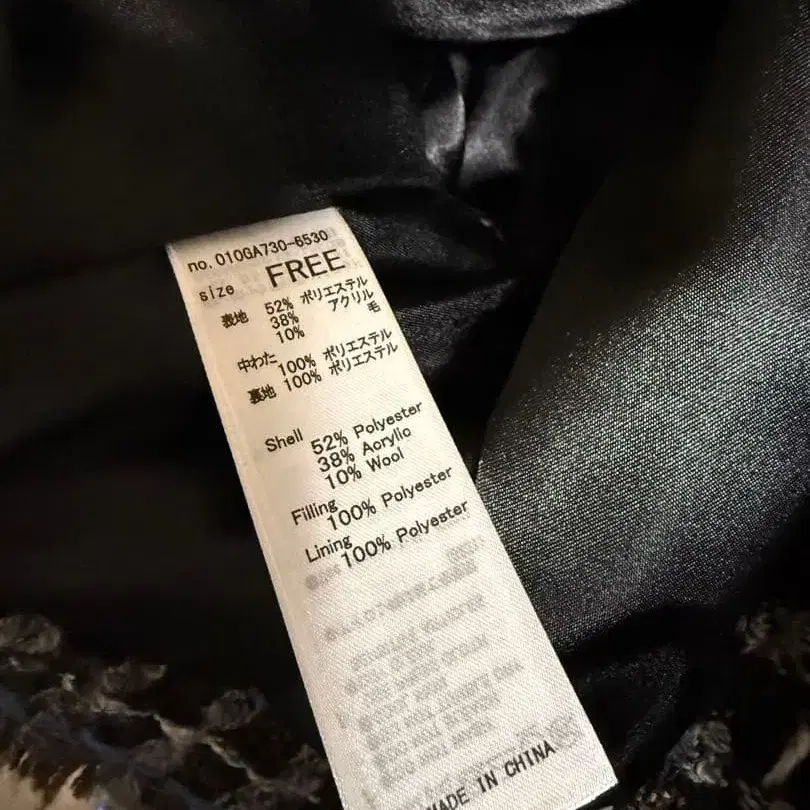 no. 010GA730-6530
size FREE
表地 52% ポリエステル
38% アクリル
10% 毛
中わた 100% ポリエステル
裏地 100% ポリエステル
Shell
52% Polyester
38% Acrylic
10% Wool
Filling
100% Polyester
Lining
100% Polyester
MADE IN CHINA